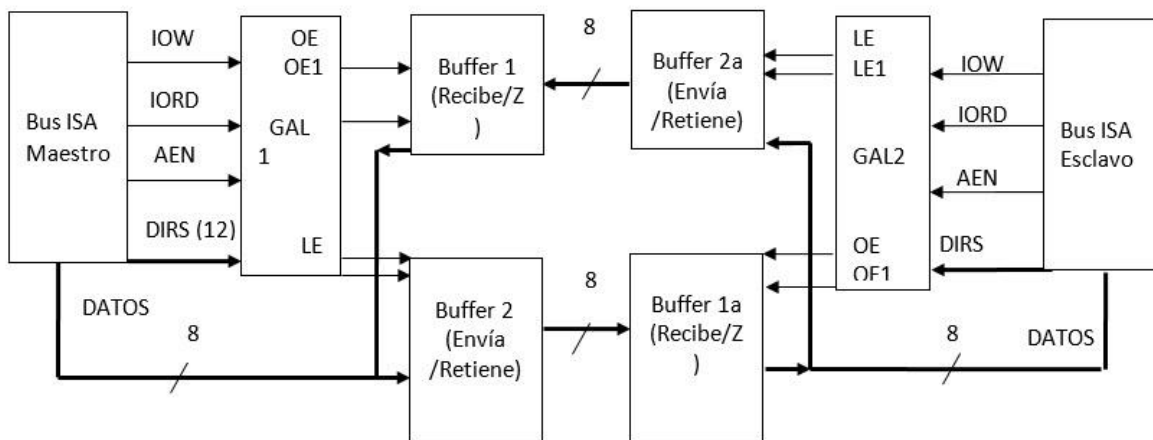 Bus ISA
Maestro
IOW
IORD
AEN
DIRS (12)
DATOS
8
OE
OE1
GAL
1
LE
Buffer 1
(Recibe/Z
)
8
Buffer 2a
(Envía
/Retiene)
LE
LE1
GAL2
OE
OE1
IOW
IORD
AEN
DIRS
Bus ISA
Esclavo
Buffer 2
(Envía
/Retiene)
8
Buffer 1a
(Recibe/Z
)
8
DATOS